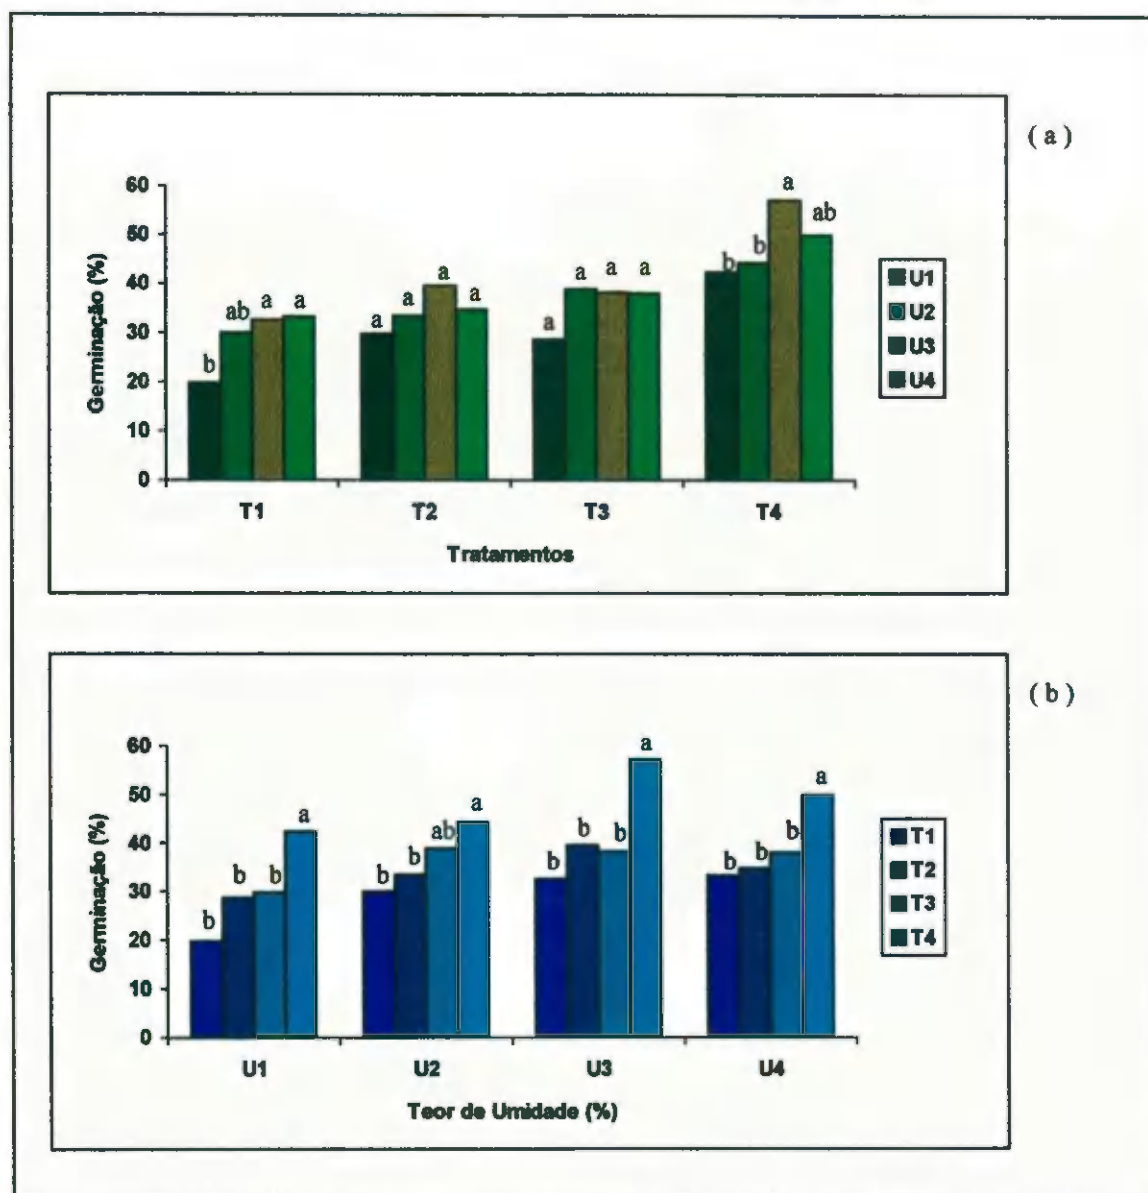 ( a )
60
50
40
30
20
10
0
Germinação (%)
b ab a a
a a a a
a a a a
b b a ab
T1 T2 T3 T4
Tratamentos
U1
U2
U3
U4
( b )
60
50
40
30
20
10
0
Germinação (%)
b b b a
b b ab a
b b b a
b b b a
U1 U2 U3 U4
Teor de Umidade (%)
T1
T2
T3
T4